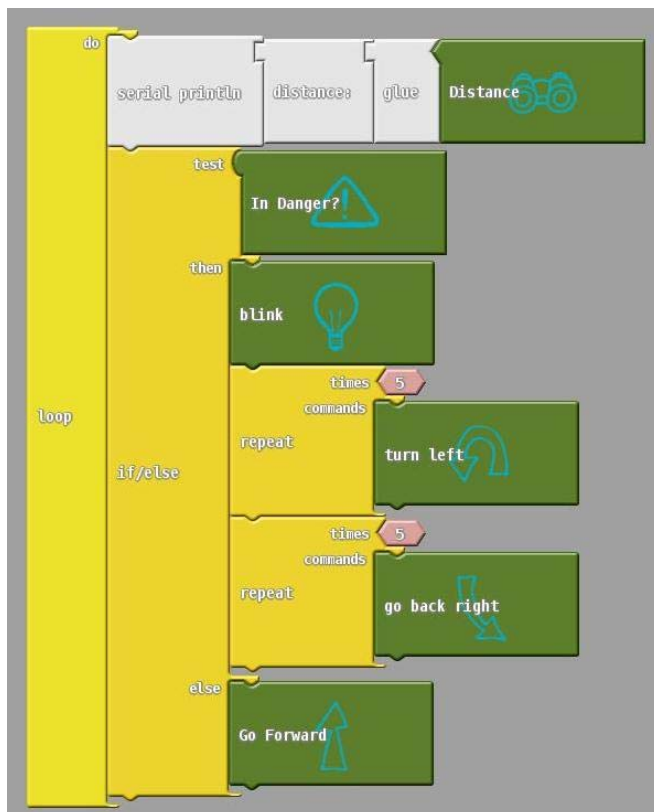 do
serial println distance: glue Distance
test
In Danger?
then
blink
times 5
commands
loop
repeat
turn left
if/else
times 5
commands
repeat
go back right
else
Go Forward